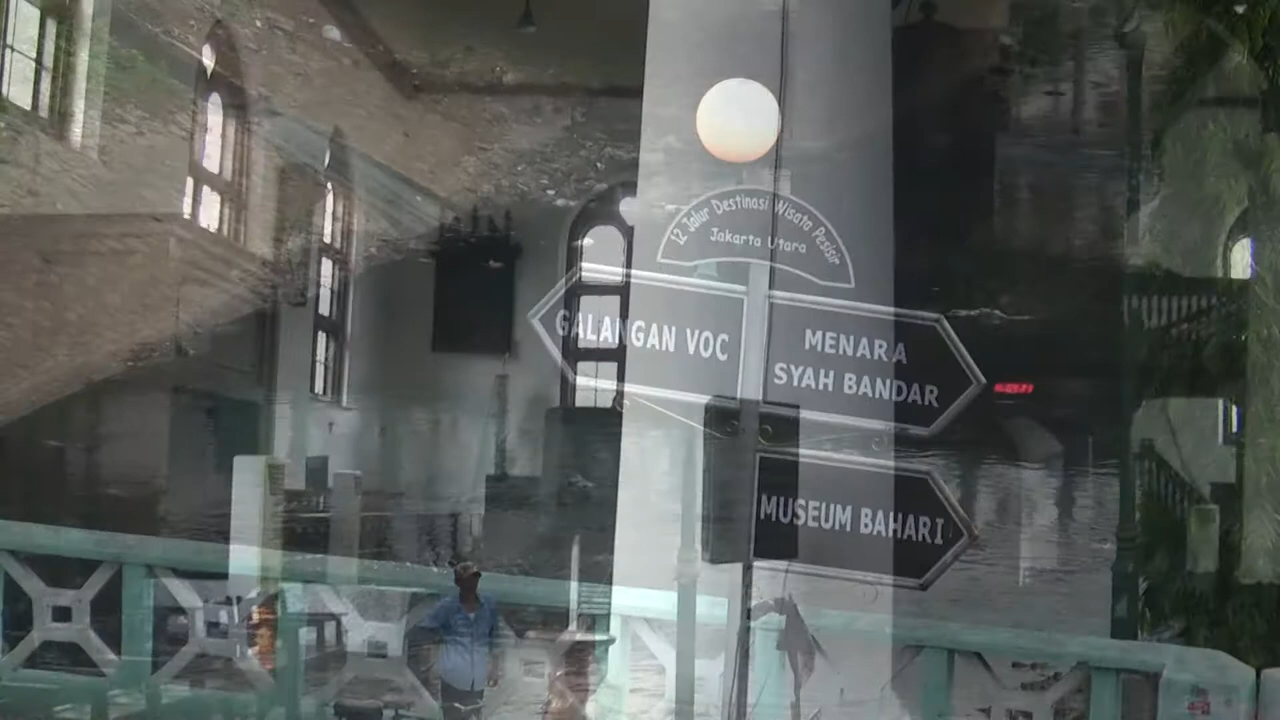 12 Jalur Destinasi Wisata Pesisir
Jakarta Utara
GALANGAN VOC
MENARA
SYAH BANDAR
MUSEUM BAHARI